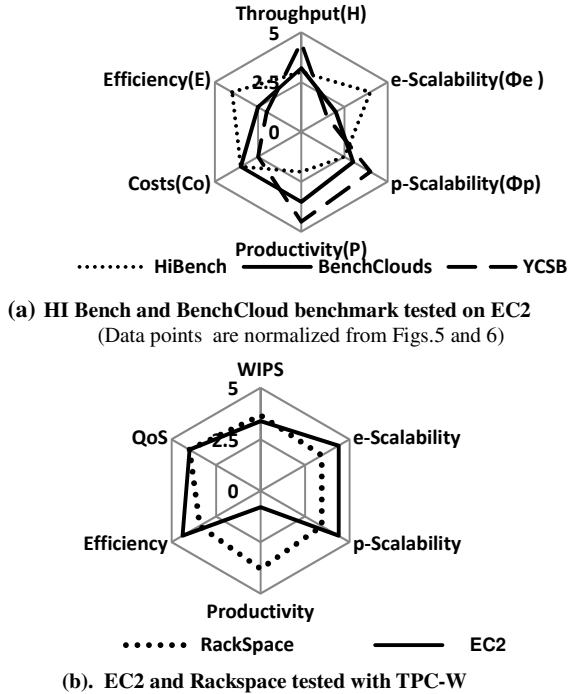 Throughput(H)
5
Efficiency(E)
2.5
e-Scalability(Φe )
0
Costs(Co)
p-Scalability(Φp)
Productivity(P)
HiBench
BenchClouds
YCSB
(a) HI Bench and BenchCloud benchmark tested on EC2
(Data points are normalized from Figs.5 and 6)
WIPS
5
QoS
2.5
e-Scalability
0
Efficiency
p-Scalability
Productivity
RackSpace
EC2
(b). EC2 and Rackspace tested with TPC-W